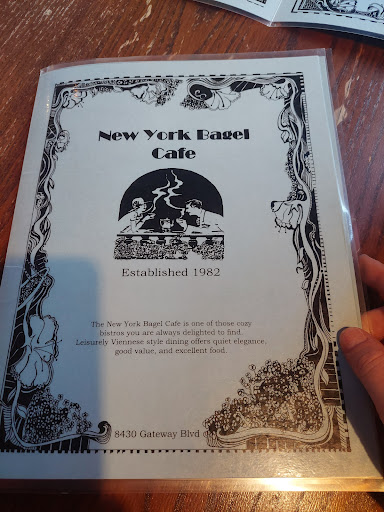 New York Bagel
Cafe
Established 1982
The New York Bagel Cafe is one of those cozy
bistros you are always delighted to find.
Leisurely Viennese style dining offers quiet elegance,
good value, and excellent food.
8430 Gateway Blvd